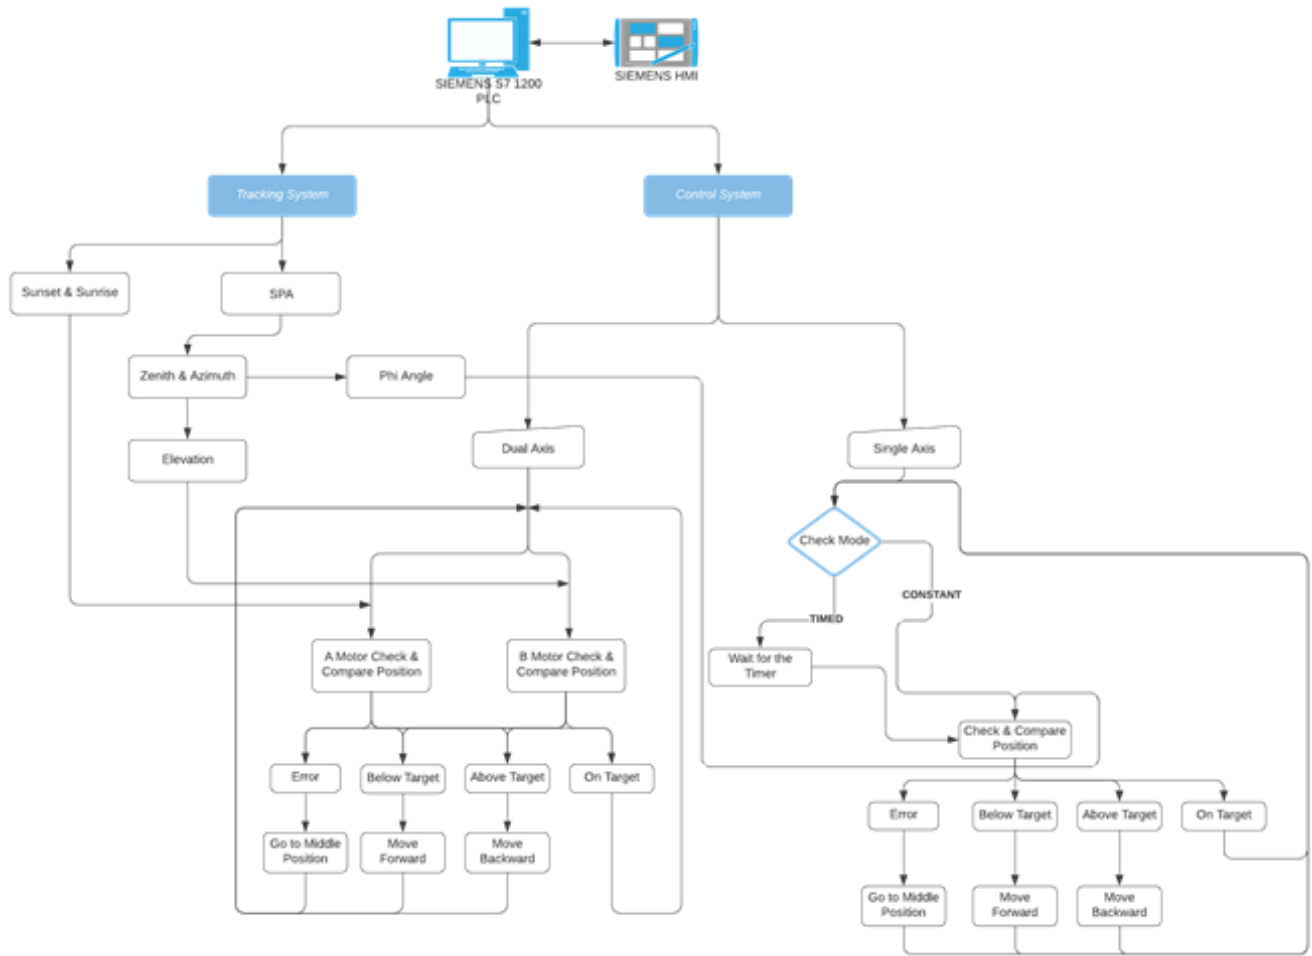 SIEMENS S7 1200
PLC
SIEMENS HMI
Tracking System
Control System
Sunset & Sunrise
SPA
Zenith & Azimuth
Phi Angle
Elevation
Dual Axis
Single Axis
Check Mode
CONSTANT
TIMED
A Motor Check &
Compare Position
B Motor Check &
Compare Position
Wait for the
Timer
Check & Compare
Position
Error
Below Target
Above Target
On Target
Go to Middle
Position
Move
Forward
Move
Backward
Error
Below Target
Above Target
On Target
Go to Middle
Position
Move
Forward
Move
Backward